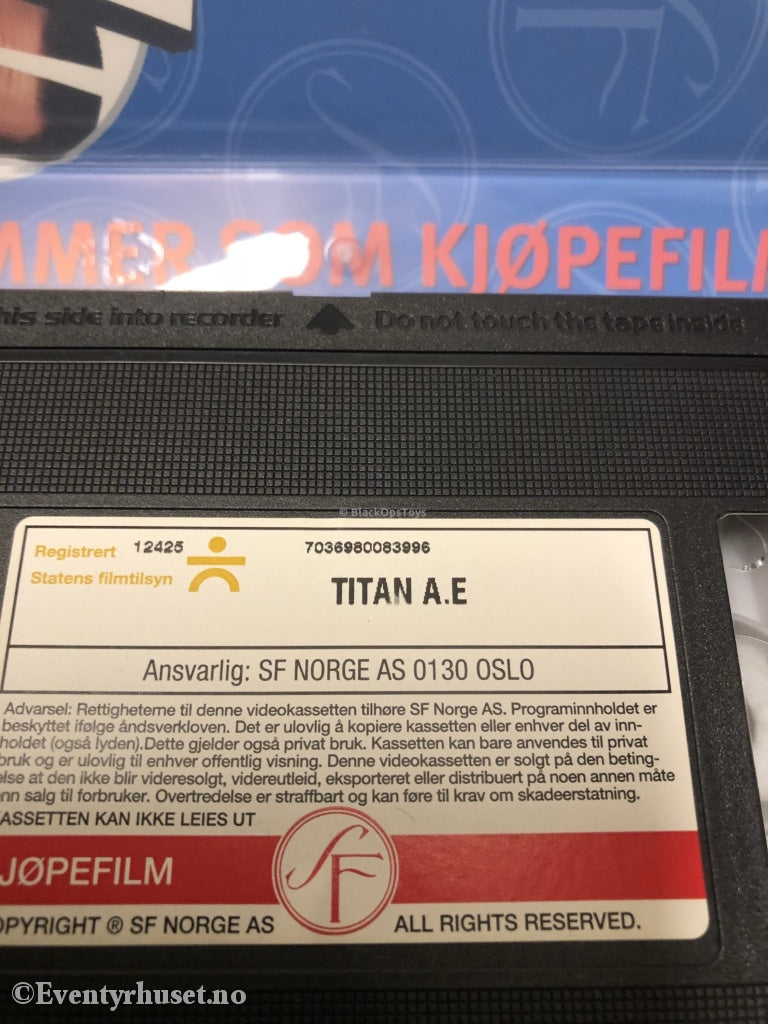 SOM KJØPEFIL
his side into recorder Do not touch the tape inside
© BlackOpsToys
Registrert 12425 7036980083996
Statens filmtilsyn
TITAN A.E
Ansvarlig: SF NORGE AS 0130 OSLO
Advarsel: Rettighetene til denne videokassetten tilhøre SF Norge AS. Programinnholdet er
beskyttet ifølge åndsverkloven. Det er ulovlig å kopiere kassetten eller enhver del av inn-
holdet (også lyden).Dette gjelder også privat bruk. Kassetten kan bare anvendes til privat
bruk og er ulovlig til enhver offentlig visning. Denne videokassetten er solgt på den beting-
else at den ikke blir videresolgt, videreutleid, eksporteret eller distribuert på noen annen måte
enn salg til forbruker. Overtredelse er straffbart og kan føre til krav om skadeerstatning.
KASSETTEN KAN IKKE LEIES UT
JØPEFILM
SF
OPYRIGHT ® SF NORGE AS ALL RIGHTS RESERVED.
©Eventyrhuset.no